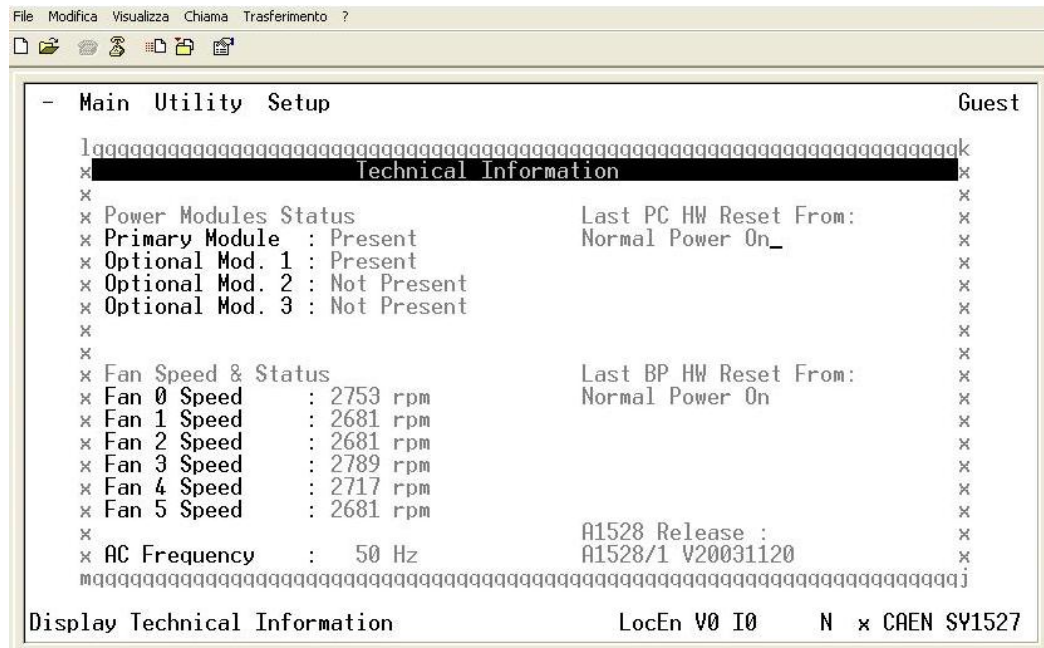 File Modifica Visualizza Chiama Trasferimento ?
- Main Utility Setup Guest
lqqqqqqqqqqqqqqqqqqqqqqqqqqqqqqqqqqqqqqqqqqqqqqqqqqqqqqqqqqqqqqqqqqqqk
x Technical Information x
x x
x Power Modules Status Last PC HW Reset From: x
x Primary Module : Present Normal Power On_ x
x Optional Mod. 1 : Present x
x Optional Mod. 2 : Not Present x
x Optional Mod. 3 : Not Present x
x x
x x
x Fan Speed & Status Last BP HW Reset From: x
x Fan 0 Speed : 2753 rpm Normal Power On x
x Fan 1 Speed : 2681 rpm x
x Fan 2 Speed : 2681 rpm x
x Fan 3 Speed : 2789 rpm x
x Fan 4 Speed : 2717 rpm x
x Fan 5 Speed : 2681 rpm x
x A1528 Release : x
x AC Frequency : 50 Hz A1528/1 V20031120 x
mqqqqqqqqqqqqqqqqqqqqqqqqqqqqqqqqqqqqqqqqqqqqqqqqqqqqqqqqqqqqqqqqqqqqj
Display Technical Information LocEn V0 I0 N x CAEN SY1527